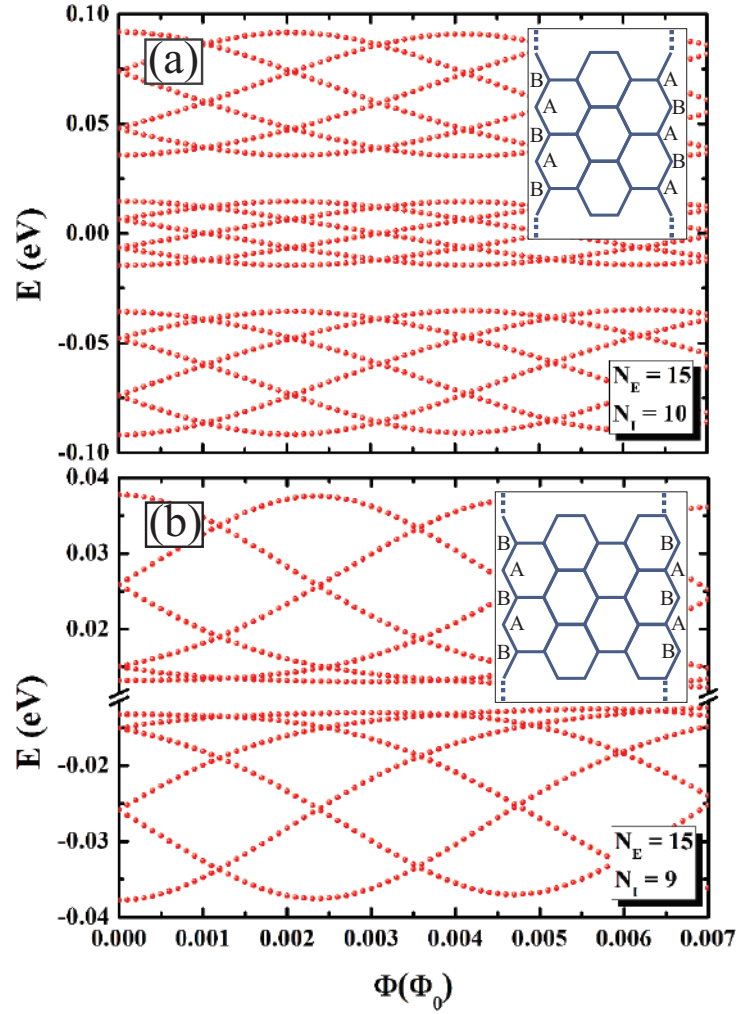 (a)
0.10
0.05
0.00
-0.05
-0.10
E (eV)
B A
A B
B A
A B
B A
N_E = 15
N_I = 10
(b)
0.04
0.03
0.02
-0.02
-0.03
-0.04
E (eV)
B B
A A
B B
A A
B B
N_E = 15
N_I = 9
0.000 0.001 0.002 0.003 0.004 0.005 0.006 0.007
Φ(Φ_0)